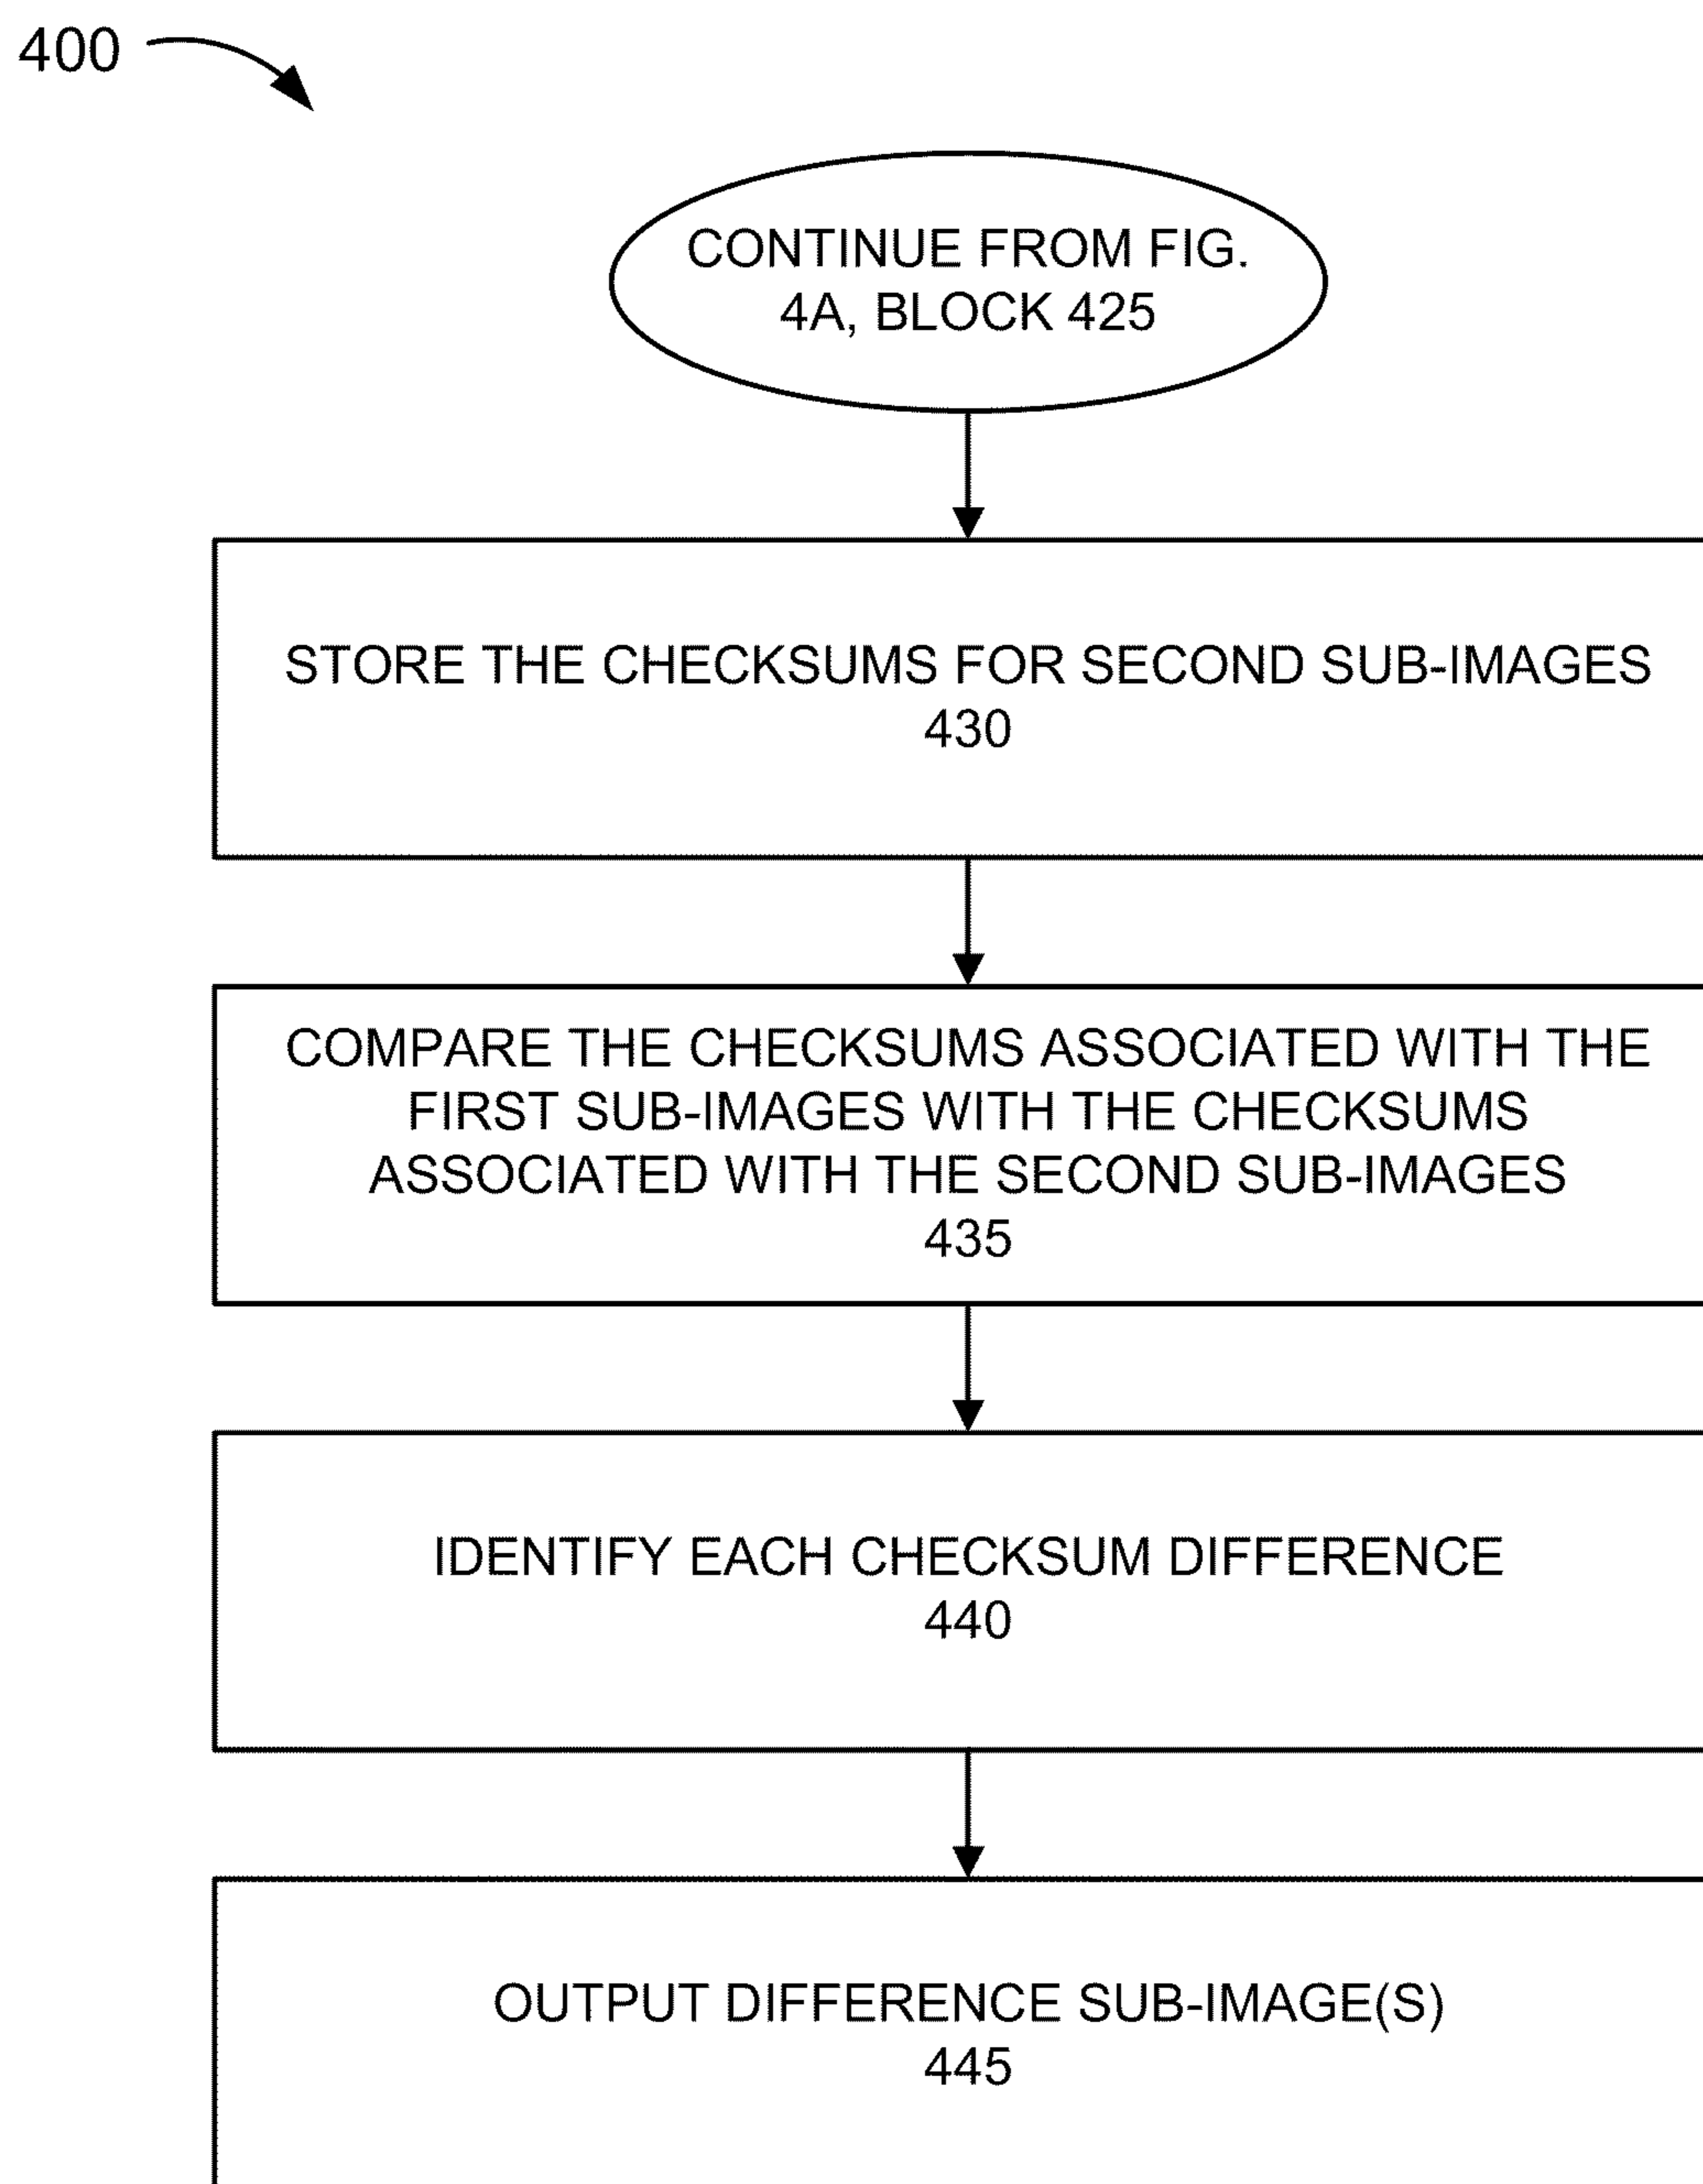 400
CONTINUE FROM FIG.
4A, BLOCK 425
STORE THE CHECKSUMS FOR SECOND SUB-IMAGES
430
COMPARE THE CHECKSUMS ASSOCIATED WITH THE
FIRST SUB-IMAGES WITH THE CHECKSUMS
ASSOCIATED WITH THE SECOND SUB-IMAGES
435
IDENTIFY EACH CHECKSUM DIFFERENCE
440
OUTPUT DIFFERENCE SUB-IMAGE(S)
445